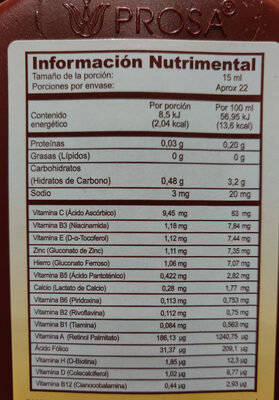 PROSA®
Información Nutrimental
Tamaño de la porción: 15 ml
Porciones por envase: Aprox 22
Por porción Por 100 ml
Contenido 8,5 kJ 56,95 kJ
energético (2,04 kcal) (13,6 kcal)
Proteínas 0,03 g 0,20 g
Grasas (Lípidos) 0 g 0 g
Carbohidratos
(Hidratos de Carbono) 0,48 g 3,2 g
Sodio 3 mg 20 mg
Vitamina C (Ácido Ascórbico) 9,45 mg 63 mg
Vitamina B3 (Niacinamida) 1,18 mg 7,84 mg
Vitamina E (D-α-Tocoferol) 1,12 mg 7,44 mg
Zinc (Gluconato de Zinc) 1,11 mg 7,35 mg
Hierro (Gluconato Ferroso) 1,06 mg 7,07 mg
Vitamina B5 (Ácido Pantoténico) 0,422 mg 2,82 mg
Calcio (Lactato de Calcio) 0,28 mg 1,77 mg
Vitamina B6 (Piridoxina) 0,113 mg 0,753 mg
Vitamina B2 (Rivoflavina) 0,112 mg 0,75 mg
Vitamina B1 (Tiamina) 0,084 mg 0,563 mg
Vitamina A (Retinol Palmitato) 186,13 µg 1240,75 µg
Ácido Fólico 31,37 µg 209,1 µg
Vitamina H (D-Biotina) 1,85 µg 12,3 µg
Vitamina D (Colecalciferol) 1,02 µg 6,77 µg
Vitamina B12 (Cianocobalamina) 0,44 µg 2,93 µg